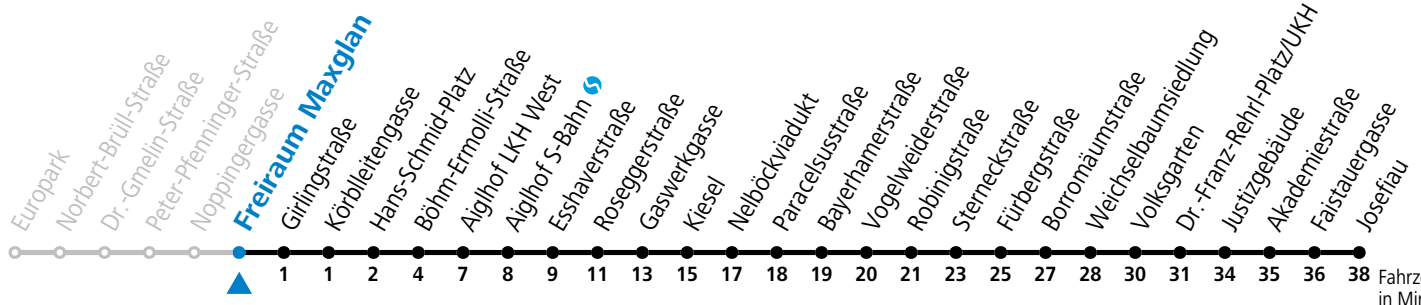 Europark
Norbert-Brüll-Straße
Dr.-Gmelin-Straße
Peter-Pfenninger-Straße
Noppingergasse
Freiraum Maxglan
Girlingstraße
Körblleitengasse
Hans-Schmid-Platz
Böhm-Ermolli-Straße
Aiglhof LKH West
Aiglhof S-Bahn
Esshaverstraße
Roseggerstraße
Gaswerkgasse
Kiesel
Nelböckviadukt
Paracelsusstraße
Bayerhamerstraße
Vogelweiderstraße
Robinigstraße
Sterneckstraße
Fürbergstraße
Borromäumstraße
Weichselbaumsiedlung
Volksgarten
Dr.-Franz-Rehrl-Platz/UKH
Justizgebäude
Akademiestraße
Faistauergasse
Josefiau
1 1 2 4 7 8 9 11 13 15 17 18 19 20 21 23 25 27 28 30 31 34 35 36 38